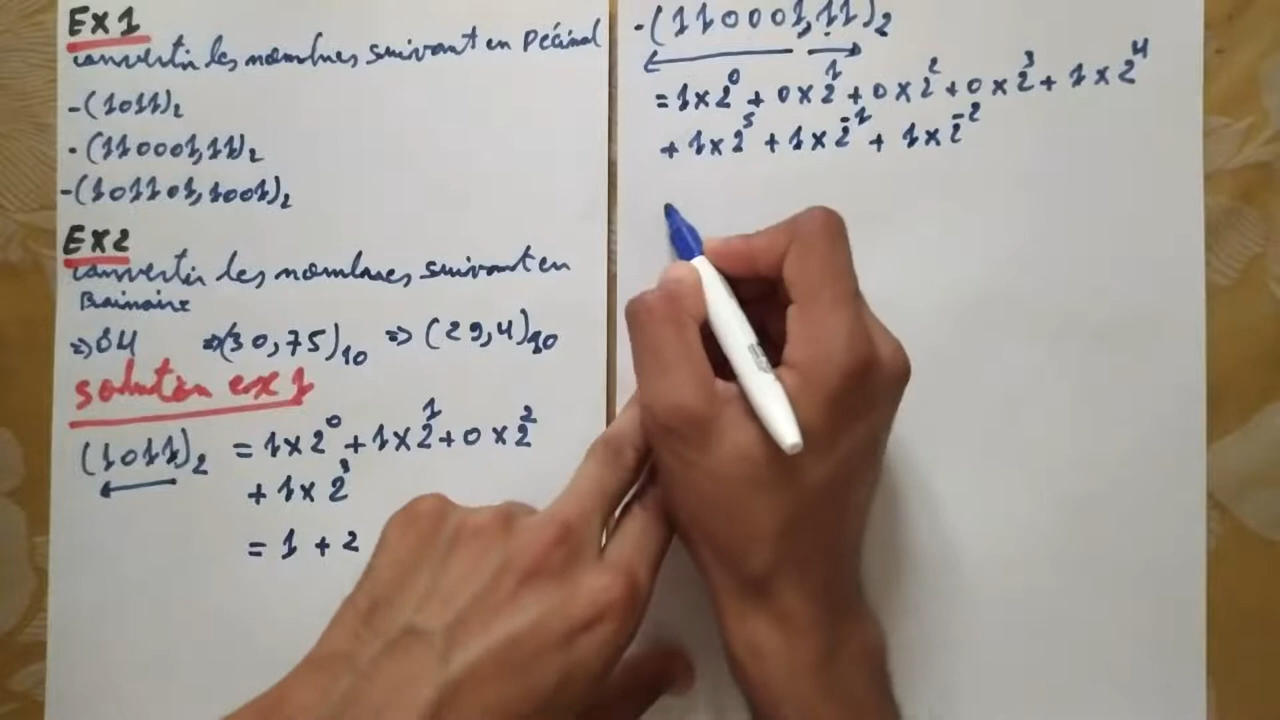 EX1
convertir les nombres suivant en Décimal
-(1011)₂
-(110001,11)₂
-(101101,1001)₂
EX2
convertir les nombres suivant en
Bainaire
=>84 =>(30,75)₁₀ =>(29,4)₁₀
solution ex1
(1011)₂ = 1×2⁰+1×2¹+0×2²
+1×2³
= 1+2
-(110001,11)₂
=1×2⁰+0×2¹+0×2²+0×2³+1×2⁴
+1×2⁵+1×2⁻¹+1×2⁻²